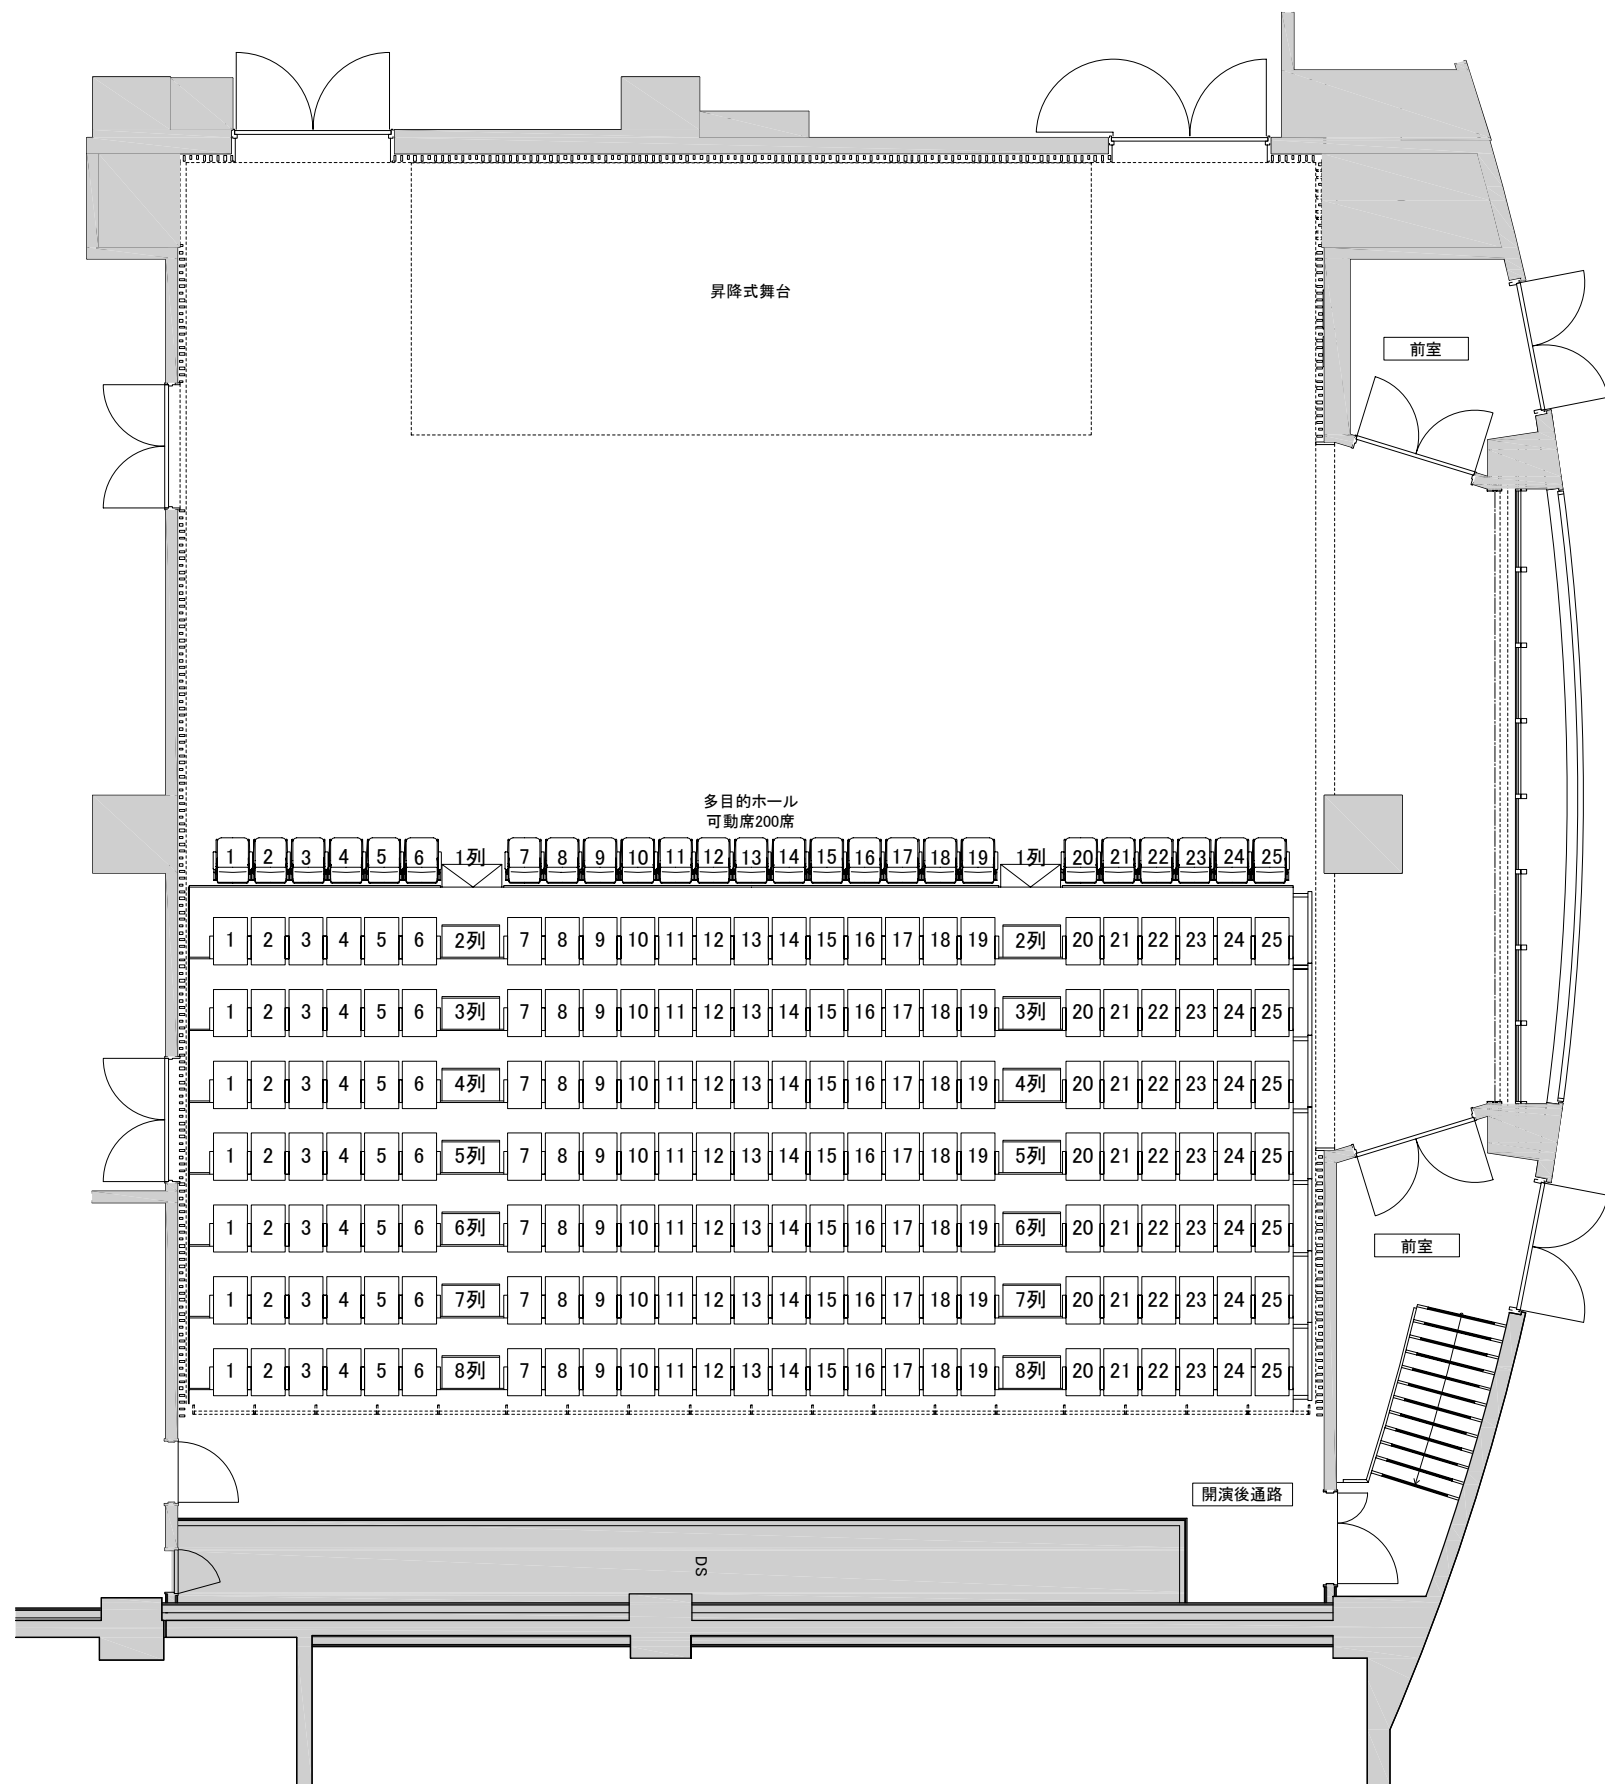 昇降式舞台
前室
多目的ホール
可動席200席
1 2 3 4 5 6 1列 7 8 9 10 11 12 13 14 15 16 17 18 19 1列 20 21 22 23 24 25
1 2 3 4 5 6 2列 7 8 9 10 11 12 13 14 15 16 17 18 19 2列 20 21 22 23 24 25
1 2 3 4 5 6 3列 7 8 9 10 11 12 13 14 15 16 17 18 19 3列 20 21 22 23 24 25
1 2 3 4 5 6 4列 7 8 9 10 11 12 13 14 15 16 17 18 19 4列 20 21 22 23 24 25
1 2 3 4 5 6 5列 7 8 9 10 11 12 13 14 15 16 17 18 19 5列 20 21 22 23 24 25
1 2 3 4 5 6 6列 7 8 9 10 11 12 13 14 15 16 17 18 19 6列 20 21 22 23 24 25
前室
1 2 3 4 5 6 7列 7 8 9 10 11 12 13 14 15 16 17 18 19 7列 20 21 22 23 24 25
1 2 3 4 5 6 8列 7 8 9 10 11 12 13 14 15 16 17 18 19 8列 20 21 22 23 24 25
開演後通路
DS